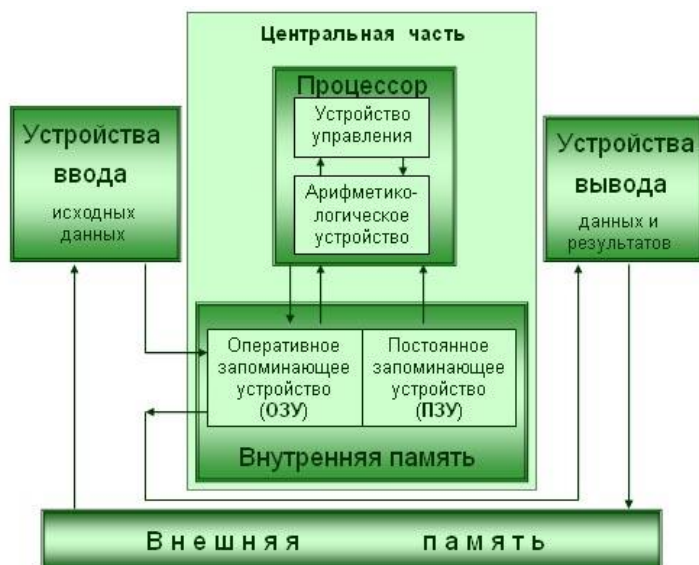 Центральная часть
Процессор
Устройство
управления
Арифметико-
логическое
устройство
Устройства
ввода
исходных
данных
Устройства
вывода
данных и
результатов
Оперативное
запоминающее
устройство
(ОЗУ)
Постоянное
запоминающее
устройство
(ПЗУ)
Внутренняя память
Внешняя память